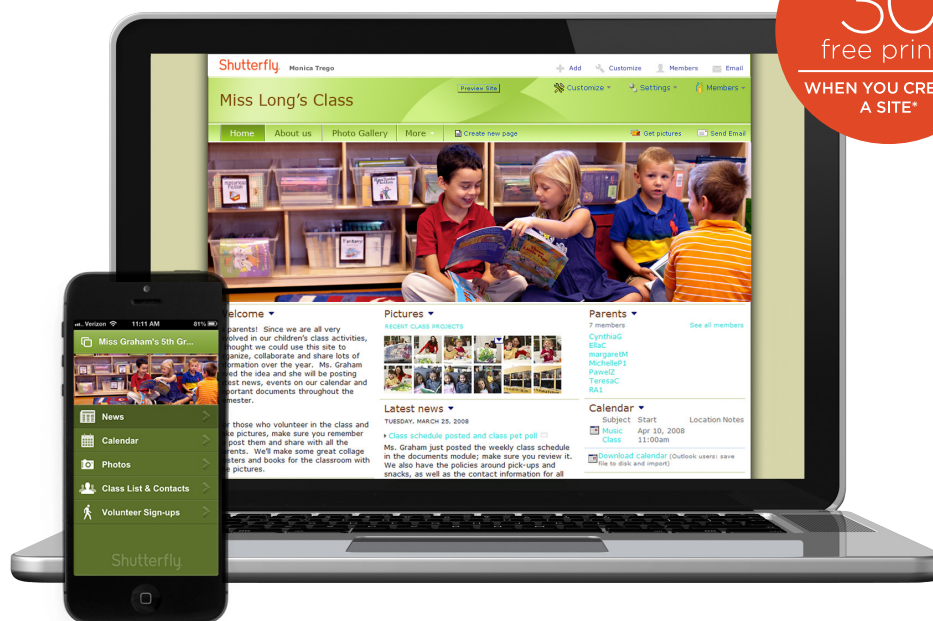 30
free prin
WHEN YOU CRE
A SITE*
Shutterfly. Monica Trego
Add Customize Members Email
Miss Long's Class
Preview Site
Customize Settings Members
Home About us Photo Gallery More Create new page
Get pictures Send Email
Fantasy
elcome
parents! Since we are all very
volved in our children's class activities,
hought we could use this site to
ganize, collaborate and share lots of
ormation over the year. Ms. Graham
ved the idea and she will be posting
test news, events on our calendar and
portant documents throughout the
emester.
or those who volunteer in the class and
ke pictures, make sure you remember
post them and share with all the
rents. We'll make some great collage
sters and books for the classroom with
e pictures.
Pictures
RECENT CLASS PROJECTS
Latest news
TUESDAY, MARCH 25, 2008
Class schedule posted and class pet poll
Ms. Graham just posted the weekly class schedule
in the documents module; make sure you review it.
We also have the policies around pick-ups and
snacks, as well as the contact information for all
Parents
7 members See all members
CynthiaG
EllaC
margaretM
MichelleP1
PawelZ
TeresaC
RA1
Calendar
Subject Start Location Notes
Music Apr 10, 2008
Class 11:00am
Download calendar (Outlook users: save
file to disk and import)
Verizon 11:11 AM 81%
Miss Graham's 5th Gr...
News
Calendar
Photos
Class List & Contacts
Volunteer Sign-ups
Shutterfly.